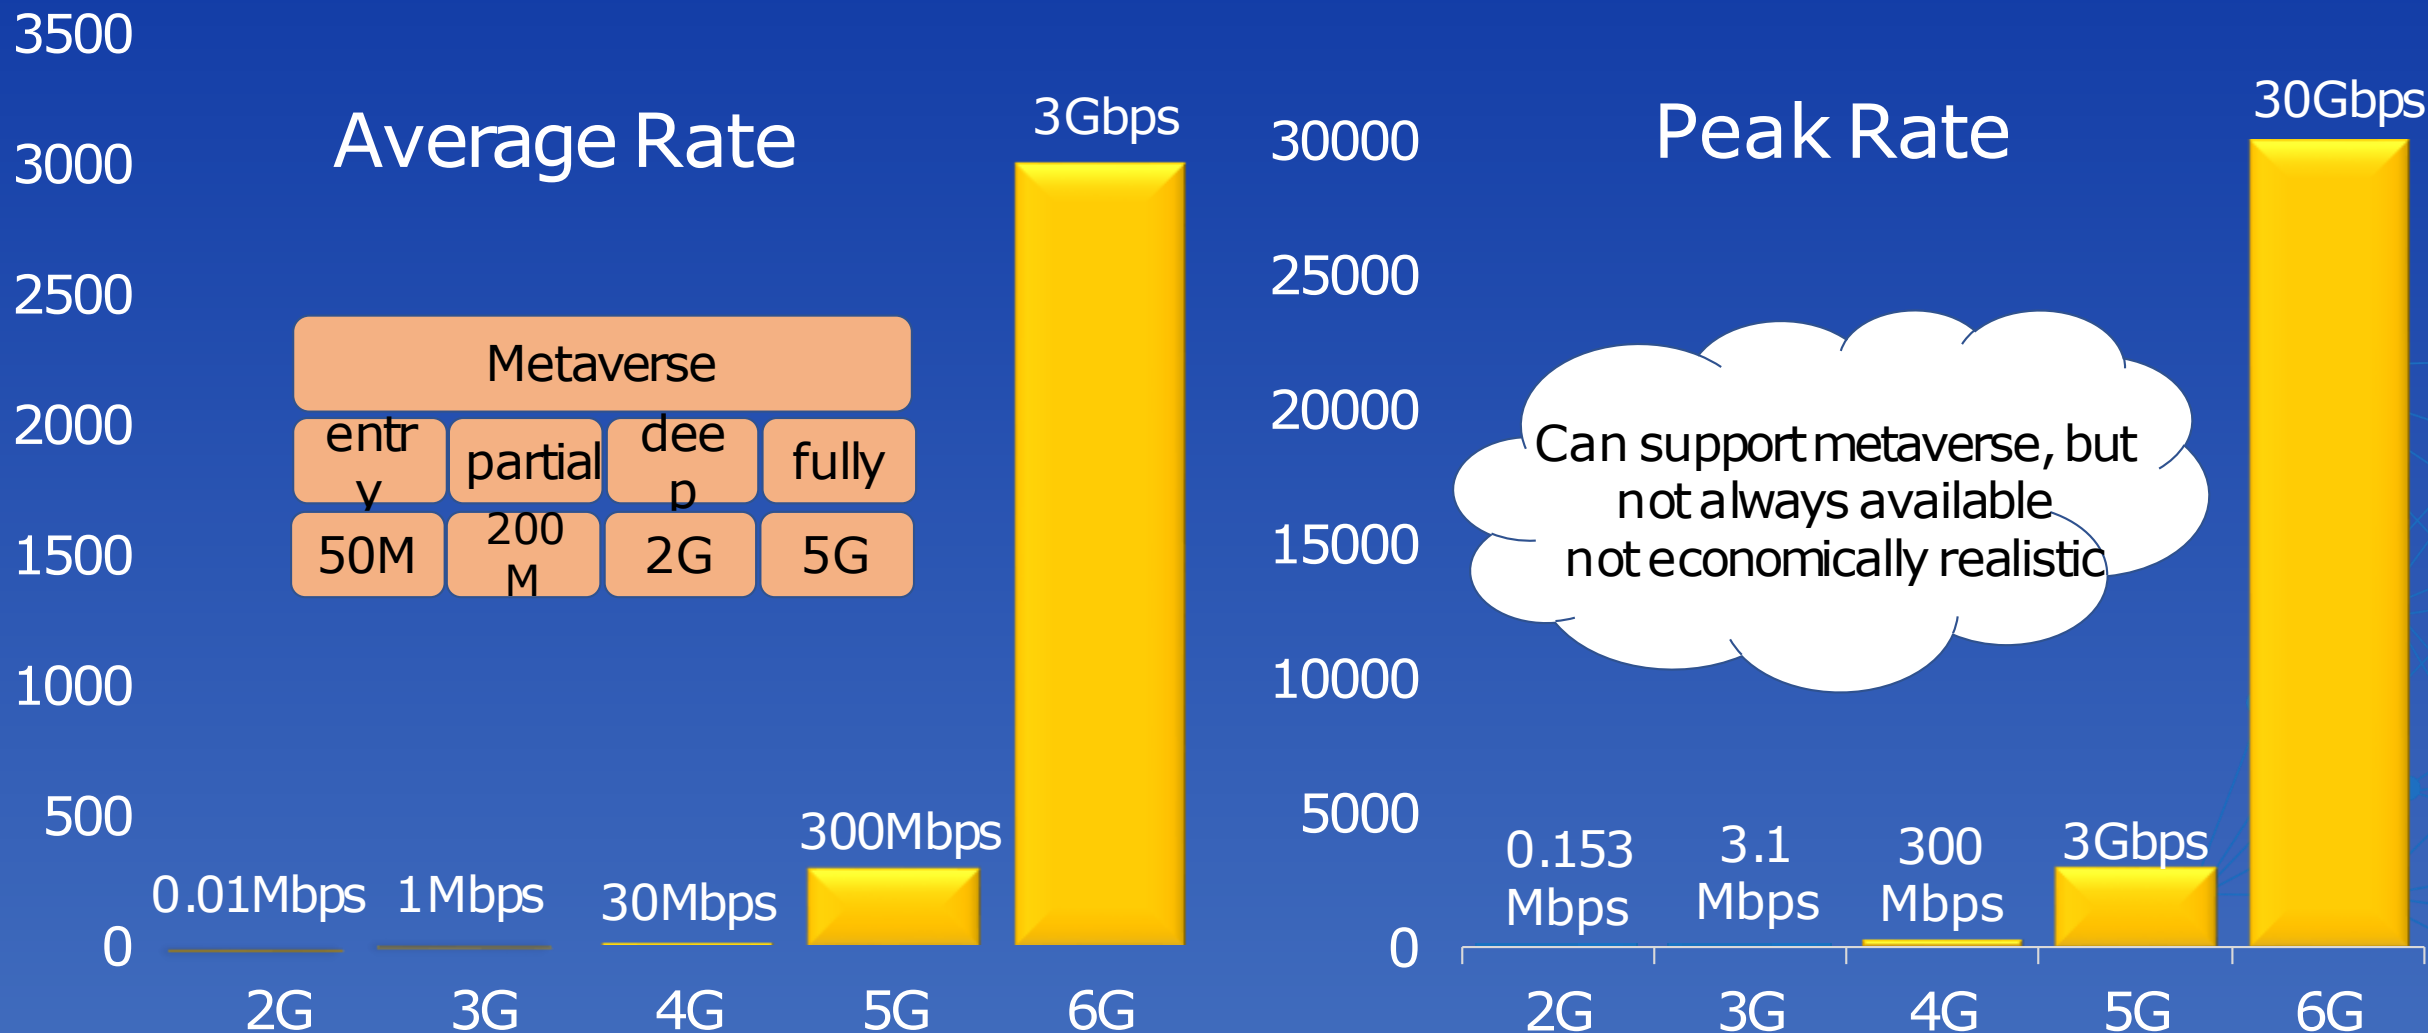 Average Rate
3500
3000
2500
2000
1500
1000
500
0
3Gbps
Metaverse
entr
y
partial
dee
p
fully
50M
200
M
2G
5G
0.01Mbps
1Mbps
30Mbps
300Mbps
2G
3G
4G
5G
6G
Peak Rate
30000
25000
20000
15000
10000
5000
0
30Gbps
Can support metaverse, but
not always available
not economically realistic
0.153
Mbps
3.1
Mbps
300
Mbps
3Gbps
2G
3G
4G
5G
6G